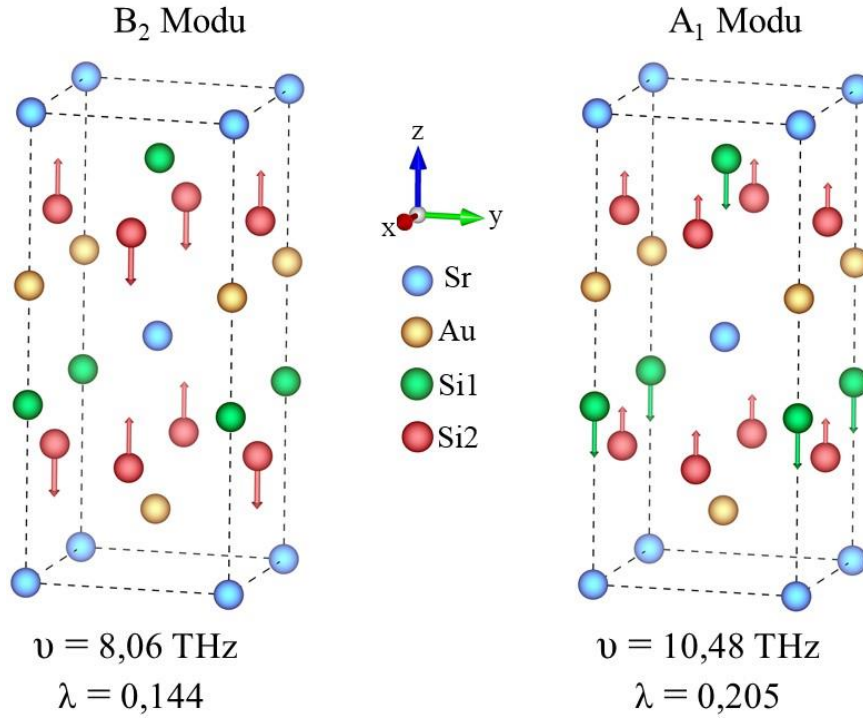 B₂ Modu
A₁ Modu
z
x
y
Sr
Au
Si1
Si2
υ = 8,06 THz
λ = 0,144
υ = 10,48 THz
λ = 0,205